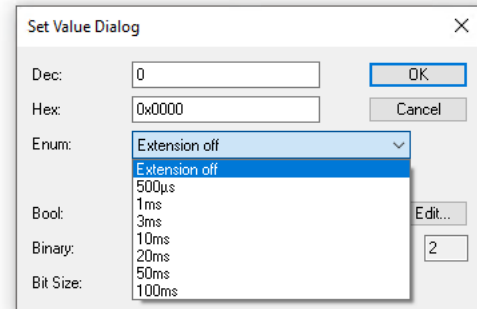 Set Value Dialog
Dec: 0 OK
Hex: 0x0000 Cancel
Enum: Extension off
Extension off
500µs
1ms
3ms
10ms
20ms
50ms
100ms
Bool: Edit...
Binary: 2
Bit Size: